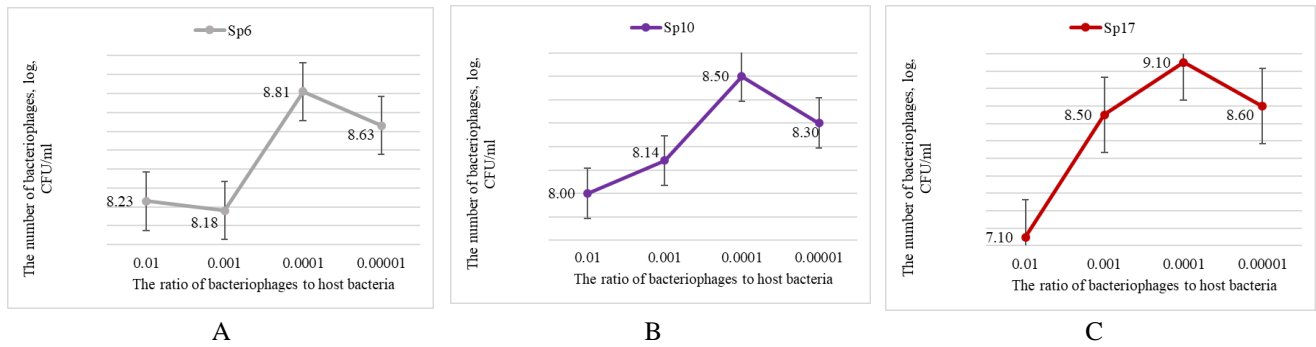 Sp6
The number of bacteriophages, log,
CFU/ml
8.23
8.18
8.81
8.63
0.01 0.001 0.0001 0.00001
The ratio of bacteriophages to host bacteria
A
Sp10
The number of bacteriophages, log,
CFU/ml
8.00
8.14
8.50
8.30
0.01 0.001 0.0001 0.00001
The ratio of bacteriophages to host bacteria
B
Sp17
The number of bacteriophages, log,
CFU/ml
7.10
8.50
9.10
8.60
0.01 0.001 0.0001 0.00001
The ratio of bacteriophages to host bacteria
C